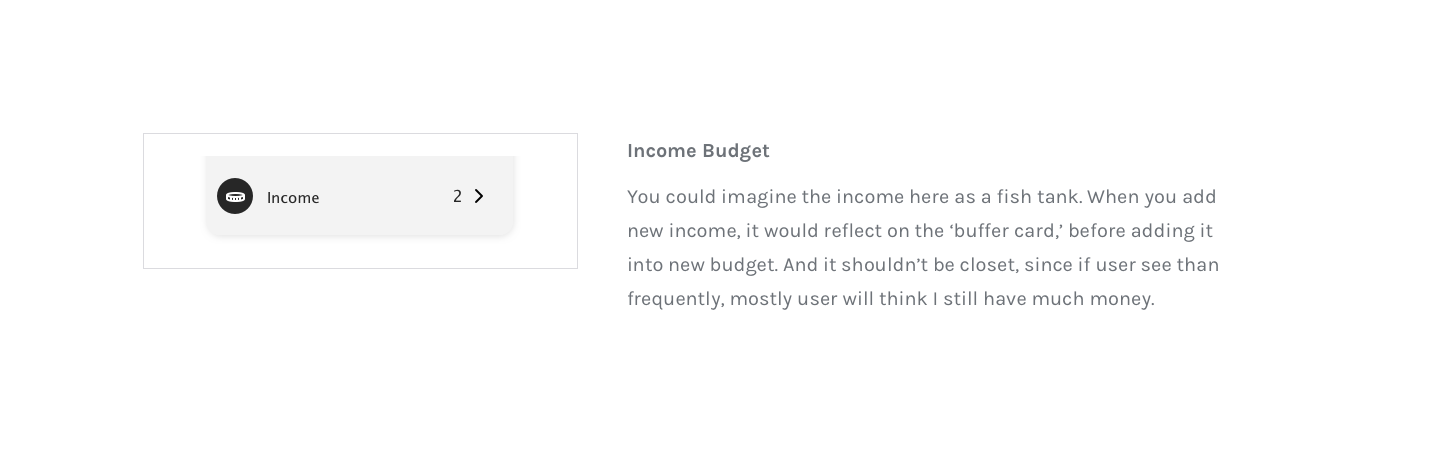 Income 2
Income Budget
You could imagine the income here as a fish tank. When you add
new income, it would reflect on the ‘buffer card,’ before adding it
into new budget. And it shouldn’t be closet, since if user see than
frequently, mostly user will think I still have much money.